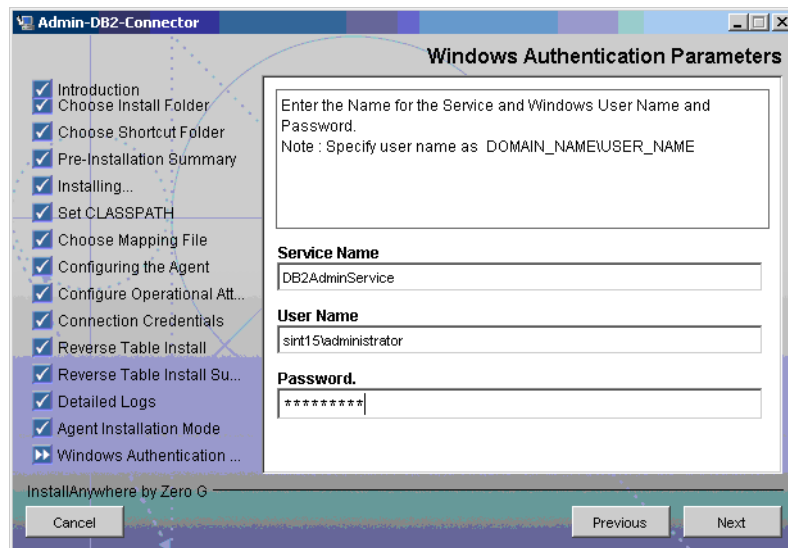 Admin-DB2-Connector
Windows Authentication Parameters
Introduction
Choose Install Folder
Choose Shortcut Folder
Pre-Installation Summary
Installing...
Set CLASSPATH
Choose Mapping File
Configuring the Agent
Configure Operational Att...
Connection Credentials
Reverse Table Install
Reverse Table Install Su...
Detailed Logs
Agent Installation Mode
Windows Authentication ...
Enter the Name for the Service and Windows User Name and
Password.
Note : Specify user name as DOMAIN_NAME\USER_NAME
Service Name
DB2AdminService
User Name
sint15\administrator
Password.
*********
InstallAnywhere by Zero G
Cancel
Previous
Next